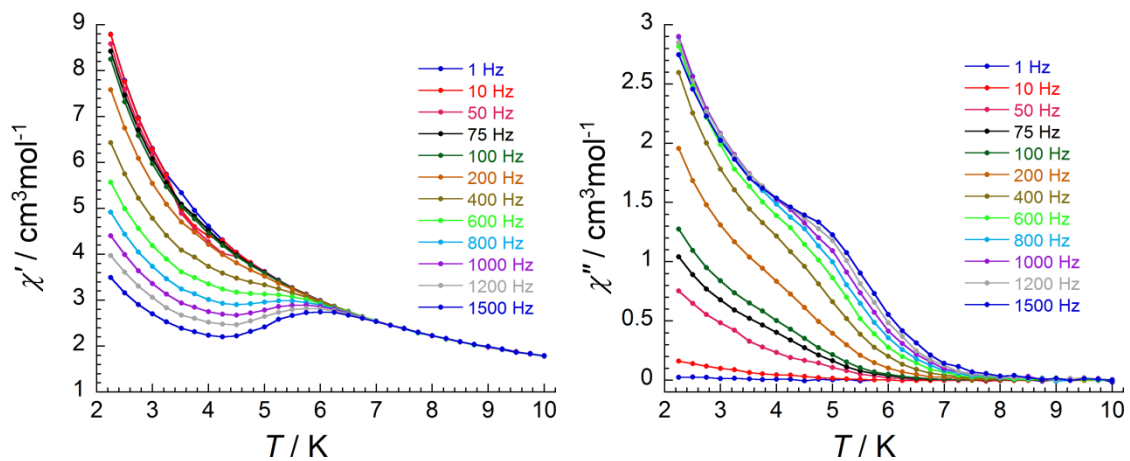 9
8
7
6
5
4
3
2
1
χ′ / cm³mol⁻¹
1 Hz
10 Hz
50 Hz
75 Hz
100 Hz
200 Hz
400 Hz
600 Hz
800 Hz
1000 Hz
1200 Hz
1500 Hz
2 3 4 5 6 7 8 9 10
T / K
3
2.5
2
1.5
1
0.5
0
χ″ / cm³mol⁻¹
1 Hz
10 Hz
50 Hz
75 Hz
100 Hz
200 Hz
400 Hz
600 Hz
800 Hz
1000 Hz
1200 Hz
1500 Hz
2 3 4 5 6 7 8 9 10
T / K